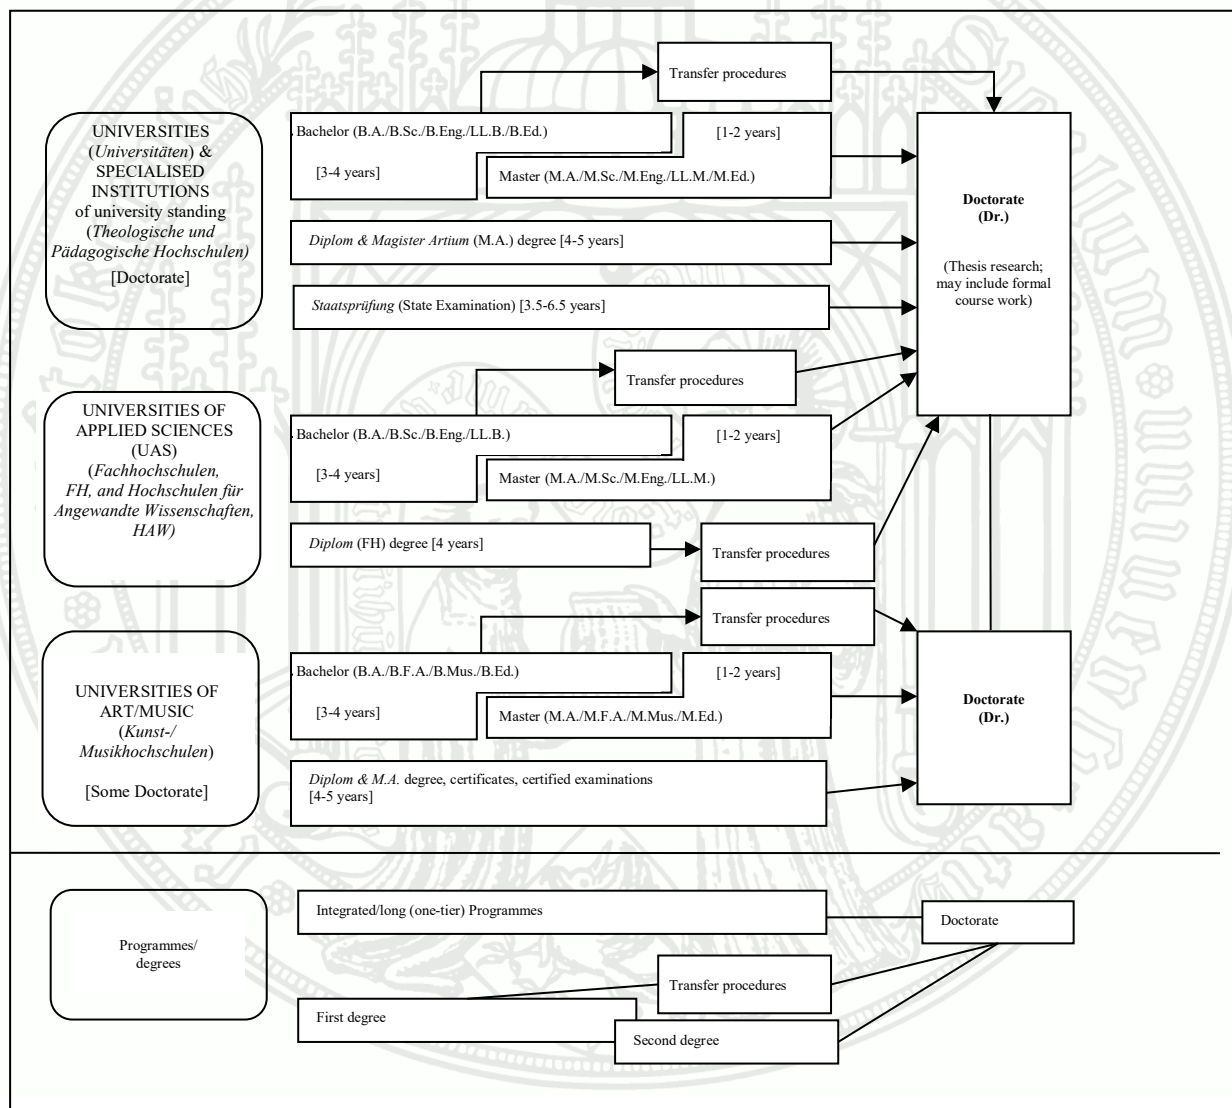 Transfer procedures
UNIVERSITIES
(Universitäten) &
SPECIALISED
INSTITUTIONS
of university standing
(Theologische und
Pädagogische Hochschulen)
[Doctorate]
Bachelor (B.A./B.Sc./B.Eng./LL.B./B.Ed.)
[3-4 years]
[1-2 years]
Master (M.A./M.Sc./M.Eng./LL.M./M.Ed.)
Diplom & Magister Artium (M.A.) degree [4-5 years]
Staatsprüfung (State Examination) [3.5-6.5 years]
Doctorate
(Dr.)
(Thesis research;
may include formal
course work)
Transfer procedures
UNIVERSITIES OF
APPLIED SCIENCES
(UAS)
(Fachhochschulen,
FH, and Hochschulen für
Angewandte Wissenschaften,
HAW)
Bachelor (B.A./B.Sc./B.Eng./LL.B.)
[3-4 years]
[1-2 years]
Master (M.A./M.Sc./M.Eng./LL.M.)
Diplom (FH) degree [4 years]
Transfer procedures
Transfer procedures
UNIVERSITIES OF
ART/MUSIC
(Kunst-/
Musikhochschulen)
[Some Doctorate]
Bachelor (B.A./B.F.A./B.Mus./B.Ed.)
[3-4 years]
[1-2 years]
Master (M.A./M.F.A./M.Mus./M.Ed.)
Diplom & M.A. degree, certificates, certified examinations
[4-5 years]
Doctorate
(Dr.)
Programmes/
degrees
Integrated/long (one-tier) Programmes
Doctorate
Transfer procedures
First degree
Second degree